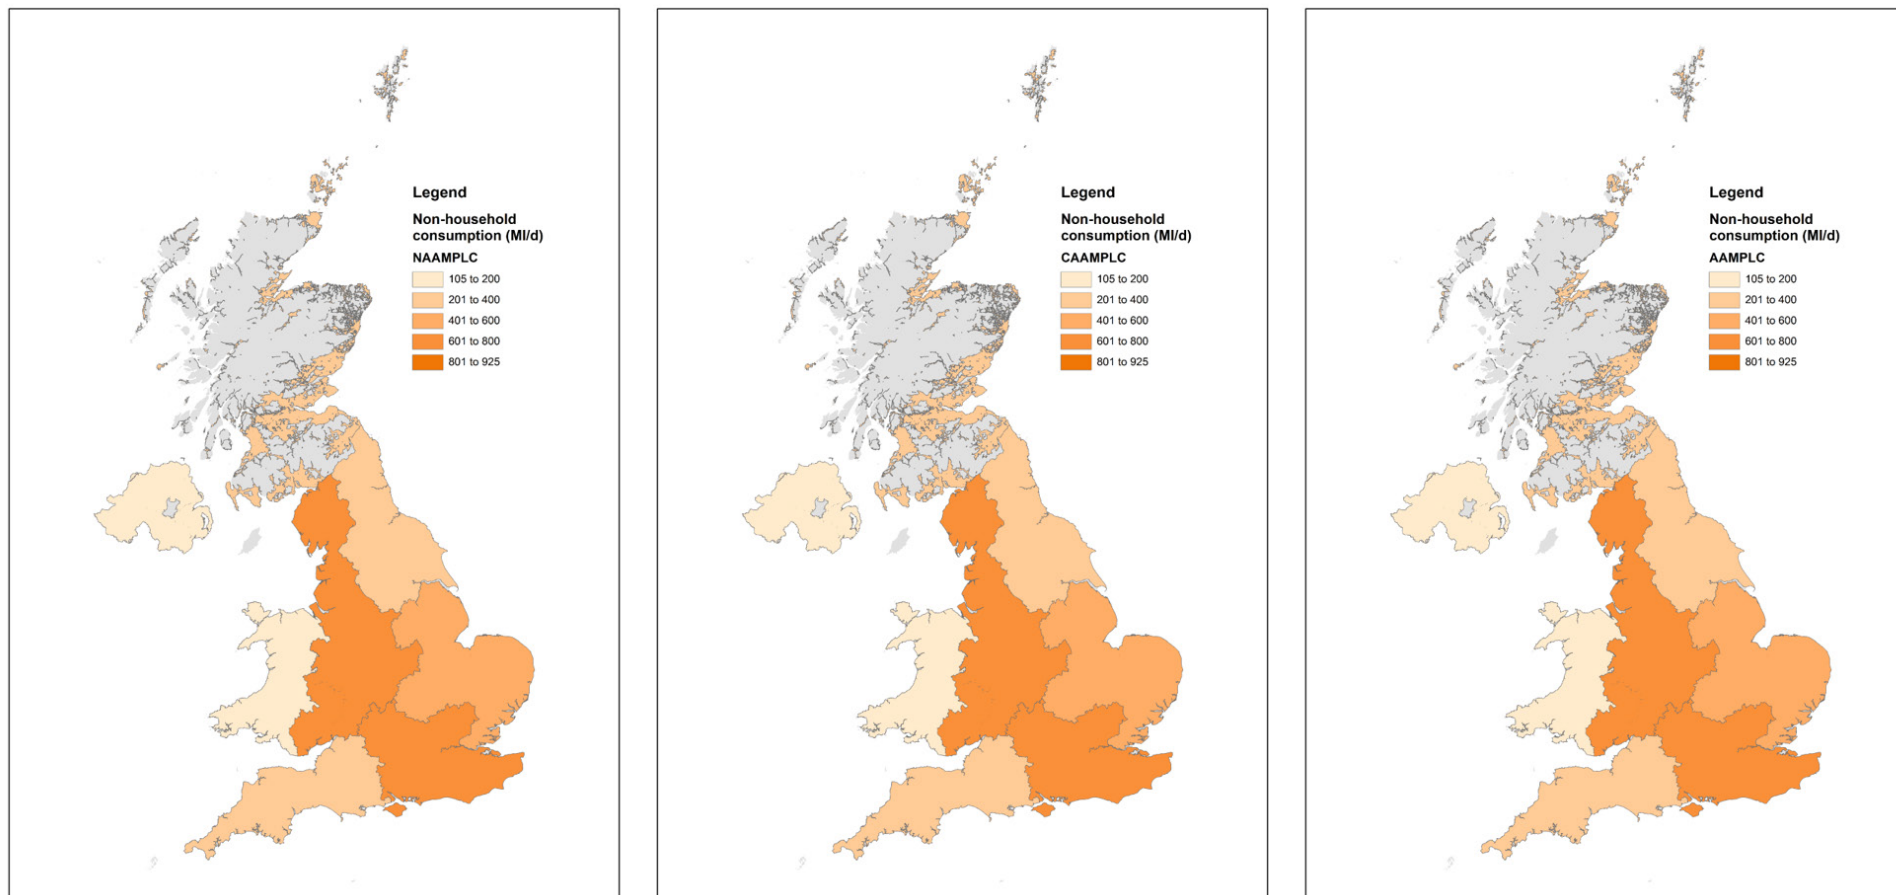 Legend
Non-household
consumption (Ml/d)
NAAMPLC
105 to 200
201 to 400
401 to 600
601 to 800
801 to 925
Legend
Non-household
consumption (Ml/d)
CAAMPLC
105 to 200
201 to 400
401 to 600
601 to 800
801 to 925
Legend
Non-household
consumption (Ml/d)
AAMPLC
105 to 200
201 to 400
401 to 600
601 to 800
801 to 925